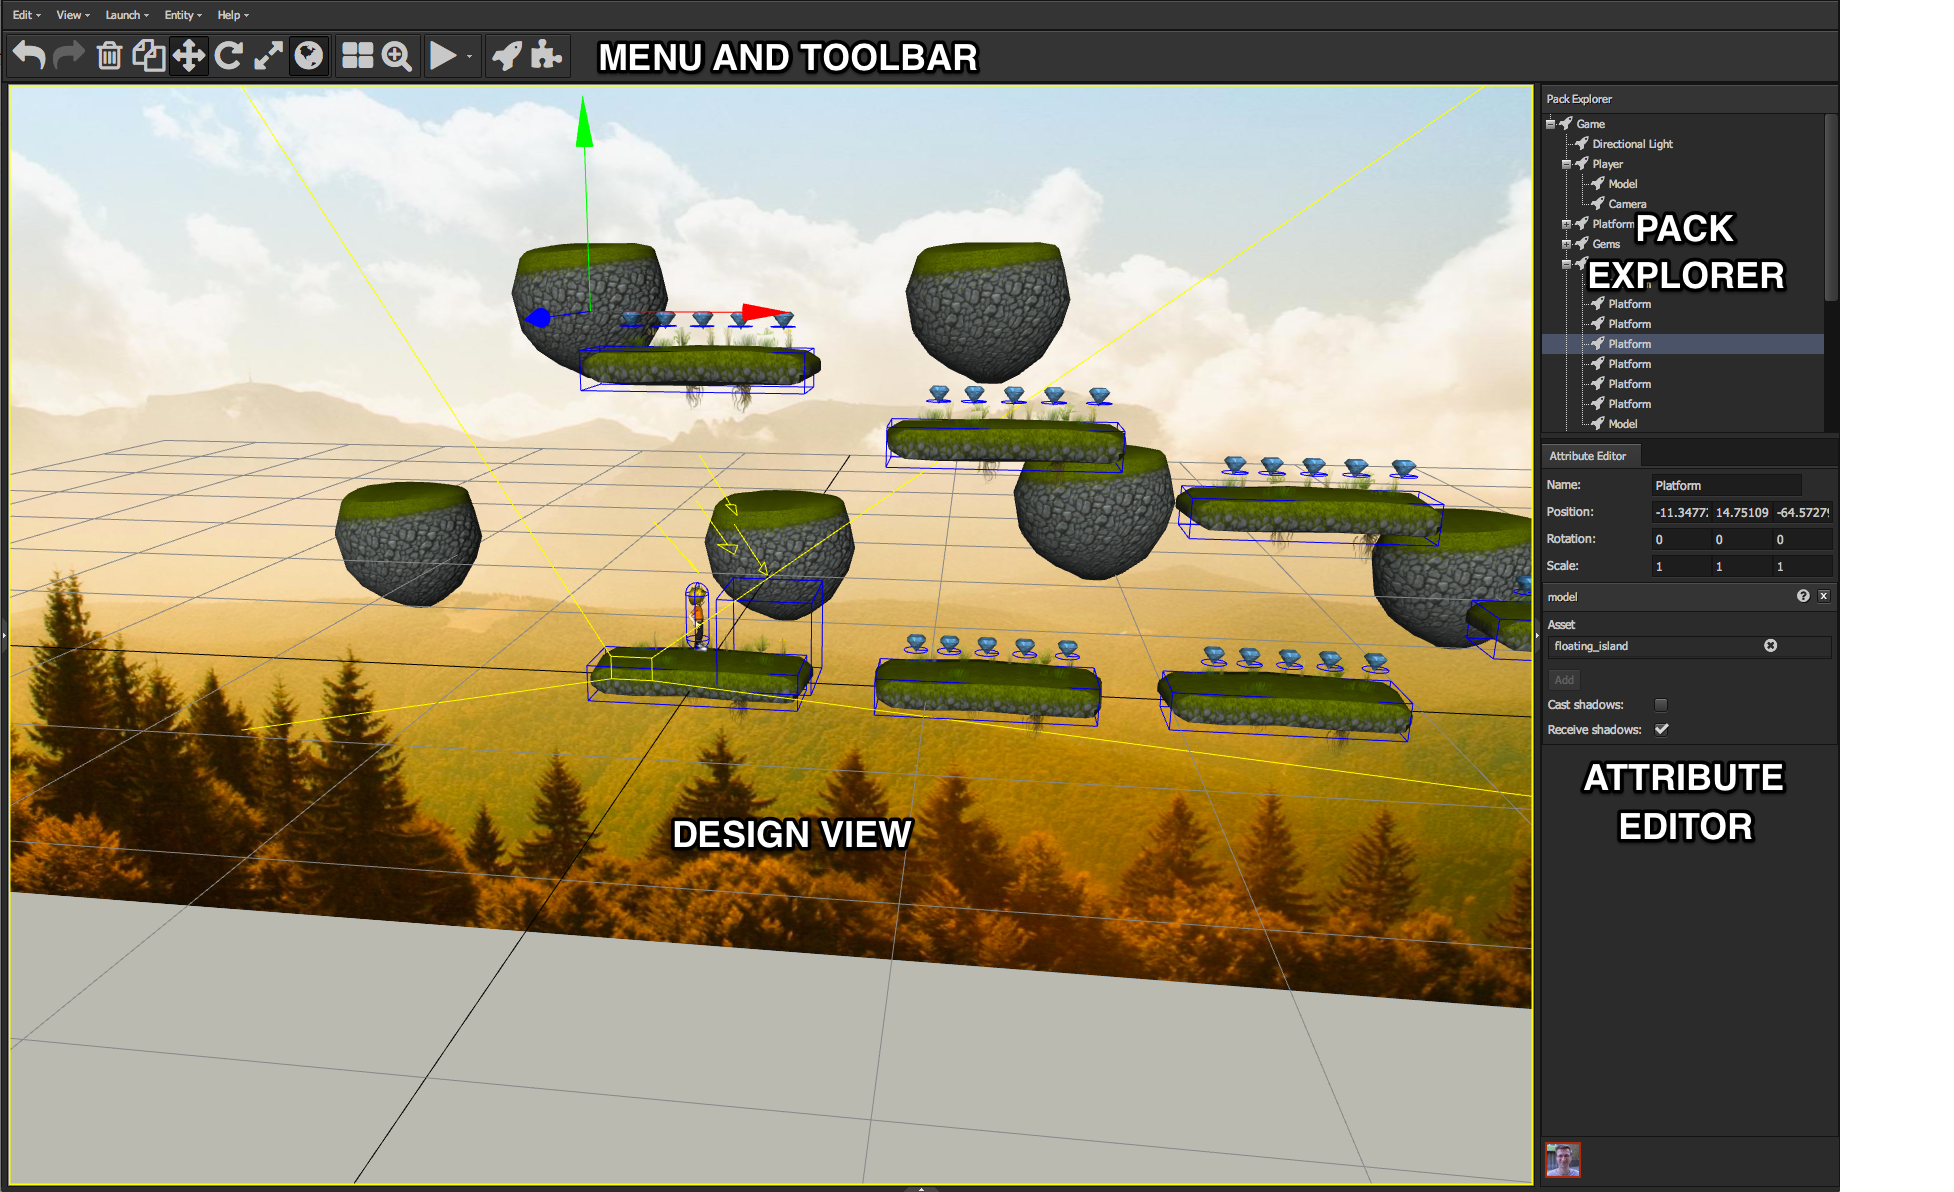 Edit View Launch Entity Help
MENU AND TOOLBAR
Pack Explorer
Game
Directional Light
Player
Model
Camera
Platform
Gems
PACK
EXPLORER
Platform
Platform
Platform
Platform
Platform
Platform
Model
Attribute Editor
Name: Platform
Position: -11.3477 14.75109 -64.5727
Rotation: 0 0 0
Scale: 1 1 1
model
Asset
floating_island
Add
Cast shadows:
Receive shadows:
ATTRIBUTE
EDITOR
DESIGN VIEW